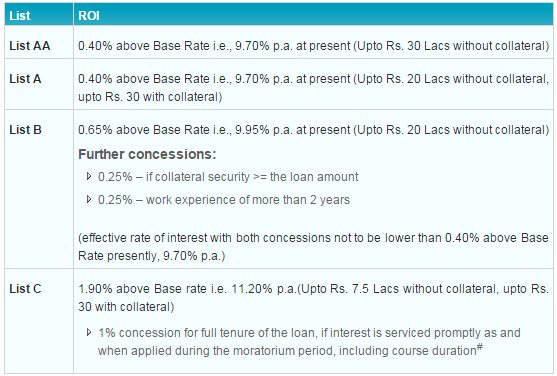 List ROI
List AA 0.40% above Base Rate i.e., 9.70% p.a. at present (Upto Rs. 30 Lacs without collateral)
List A 0.40% above Base Rate i.e., 9.70% p.a. at present (Upto Rs. 20 Lacs without collateral,
upto Rs. 30 with collateral)
List B 0.65% above Base Rate i.e., 9.95% p.a. at present (Upto Rs. 20 Lacs without collateral)
Further concessions:
0.25% – if collateral security >= the loan amount
0.25% – work experience of more than 2 years
(effective rate of interest with both concessions not to be lower than 0.40% above Base
Rate presently, 9.70% p.a.)
List C 1.90% above Base rate i.e. 11.20% p.a.(Upto Rs. 7.5 Lacs without collateral, upto Rs.
30 with collateral)
1% concession for full tenure of the loan, if interest is serviced promptly as and
when applied during the moratorium period, including course duration#